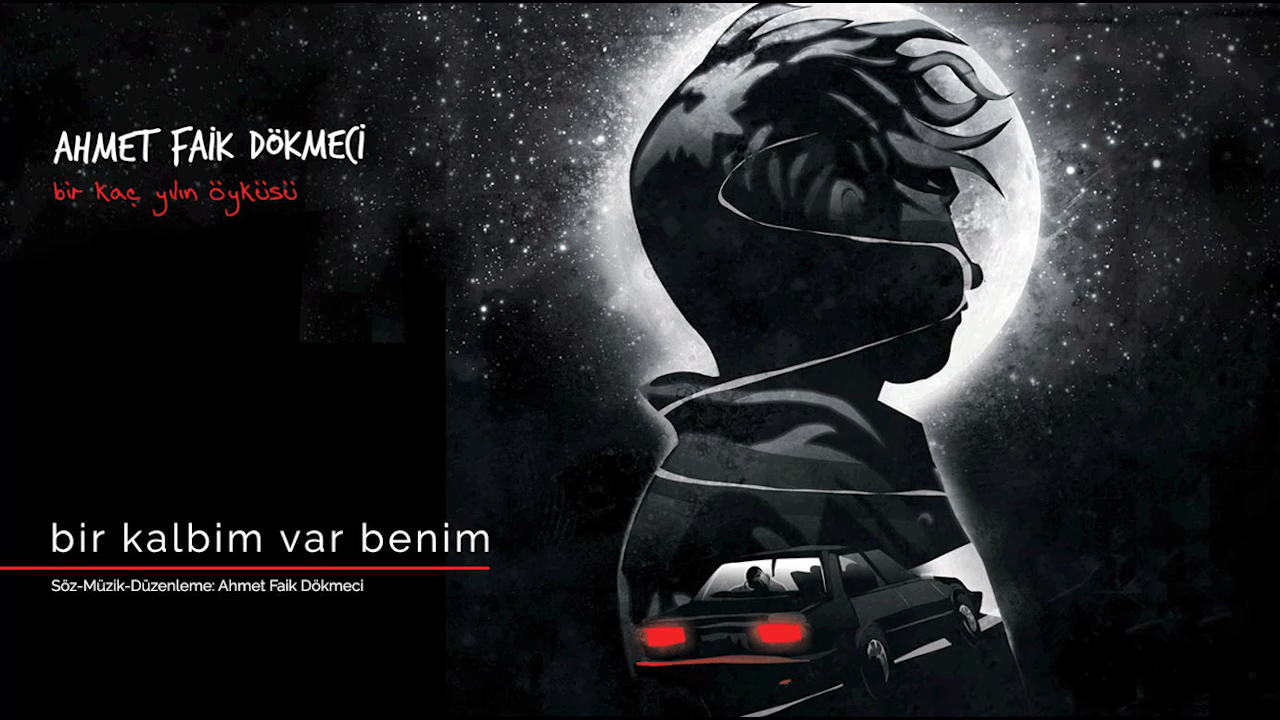 AHMET FAİK DÖKMECİ
bir kaç yılın öyküsü
bir kalbim var benim
Söz-Müzik-Düzenleme: Ahmet Faik Dökmeci